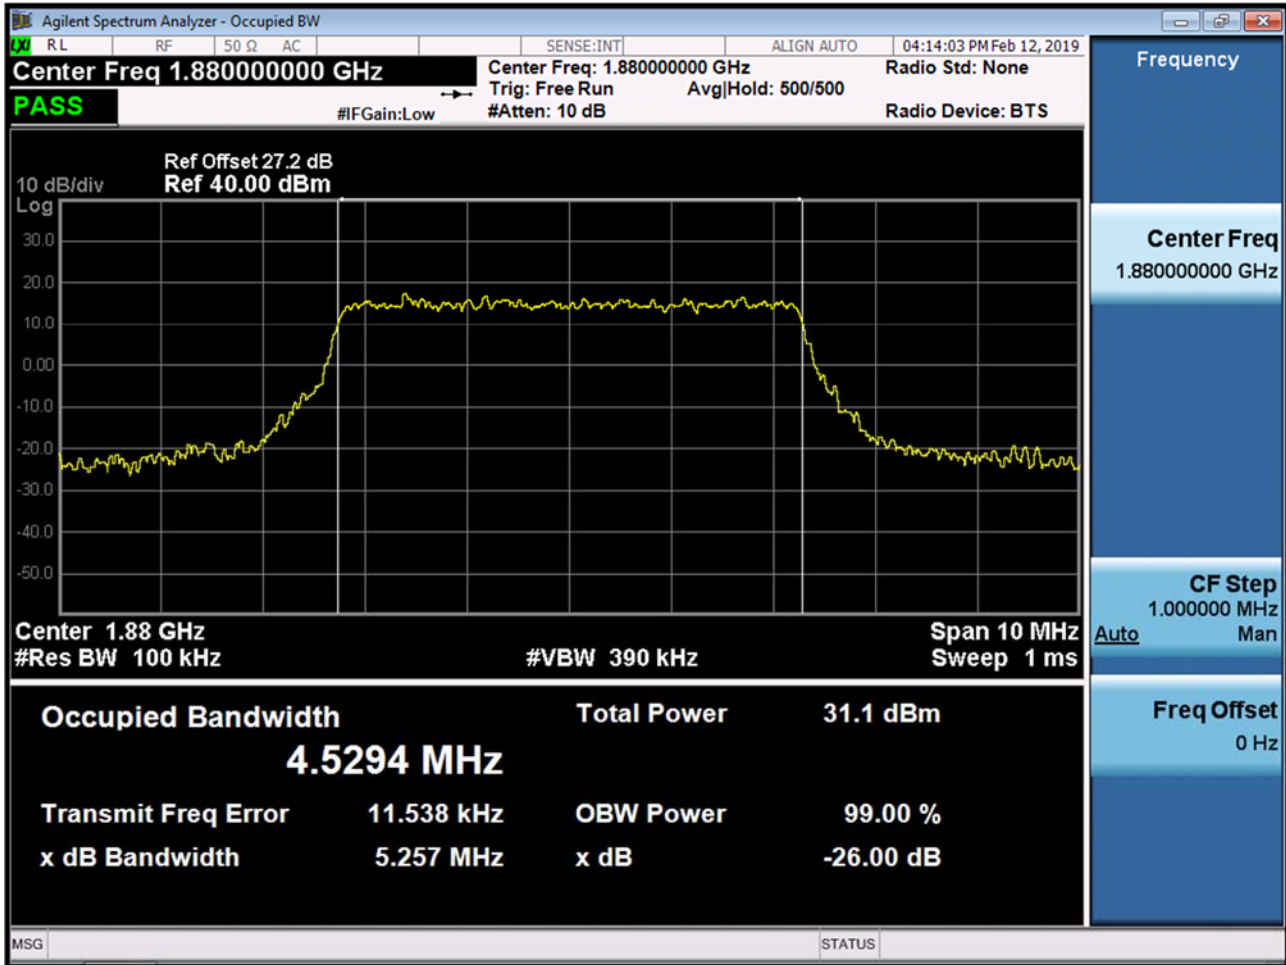 Agilent Spectrum Analyzer - Occupied BW
LXI RL RF 50 Ω AC SENSE:INT ALIGN AUTO 04:14:03 PM Feb 12, 2019
Center Freq 1.880000000 GHz
Center Freq: 1.880000000 GHz
Radio Std: None
Trig: Free Run Avg|Hold: 500/500
PASS
#IFGain:Low
#Atten: 10 dB
Radio Device: BTS
Ref Offset 27.2 dB
10 dB/div Ref 40.00 dBm
Log
30.0
20.0
10.0
0.00
-10.0
-20.0
-30.0
-40.0
-50.0
Center 1.88 GHz
Span 10 MHz
#Res BW 100 kHz
#VBW 390 kHz
Sweep 1 ms
Occupied Bandwidth
Total Power 31.1 dBm
4.5294 MHz
Transmit Freq Error 11.538 kHz
OBW Power 99.00 %
x dB Bandwidth 5.257 MHz
x dB -26.00 dB
MSG
STATUS
Frequency
Center Freq
1.880000000 GHz
CF Step
1.000000 MHz
Auto Man
Freq Offset
0 Hz